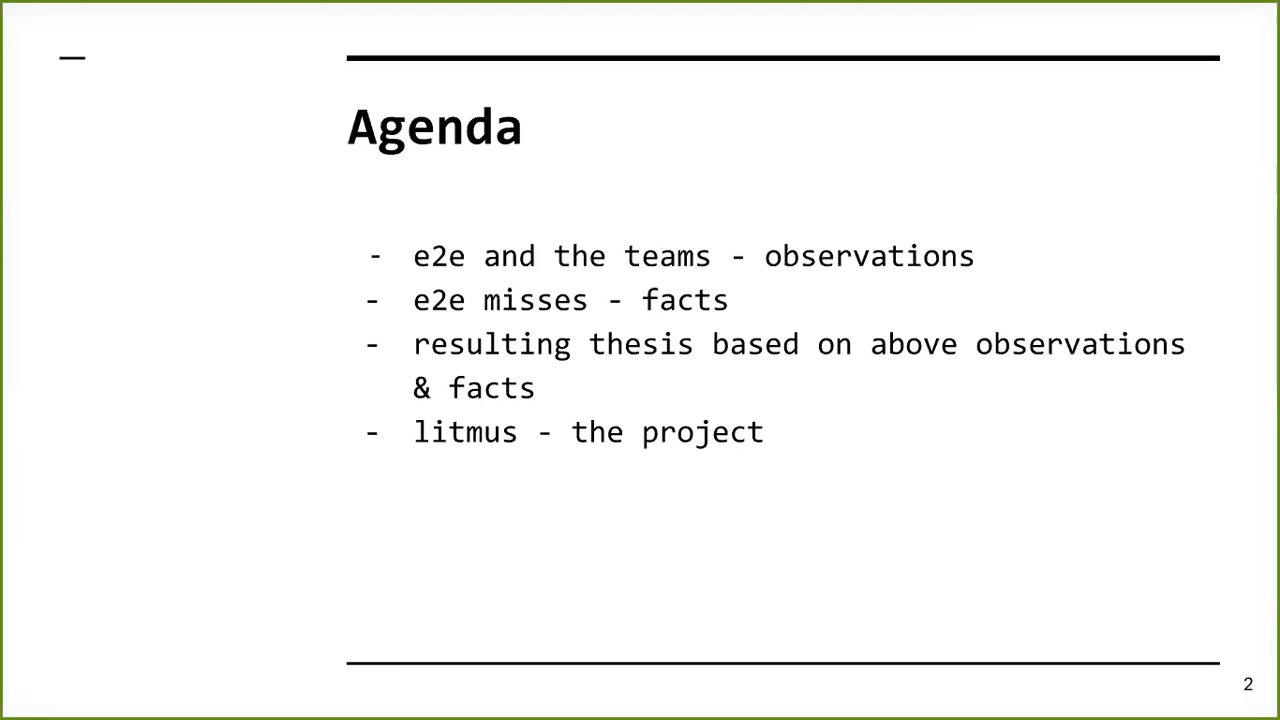 Agenda
- e2e and the teams - observations
- e2e misses - facts
- resulting thesis based on above observations
& facts
- litmus - the project
2